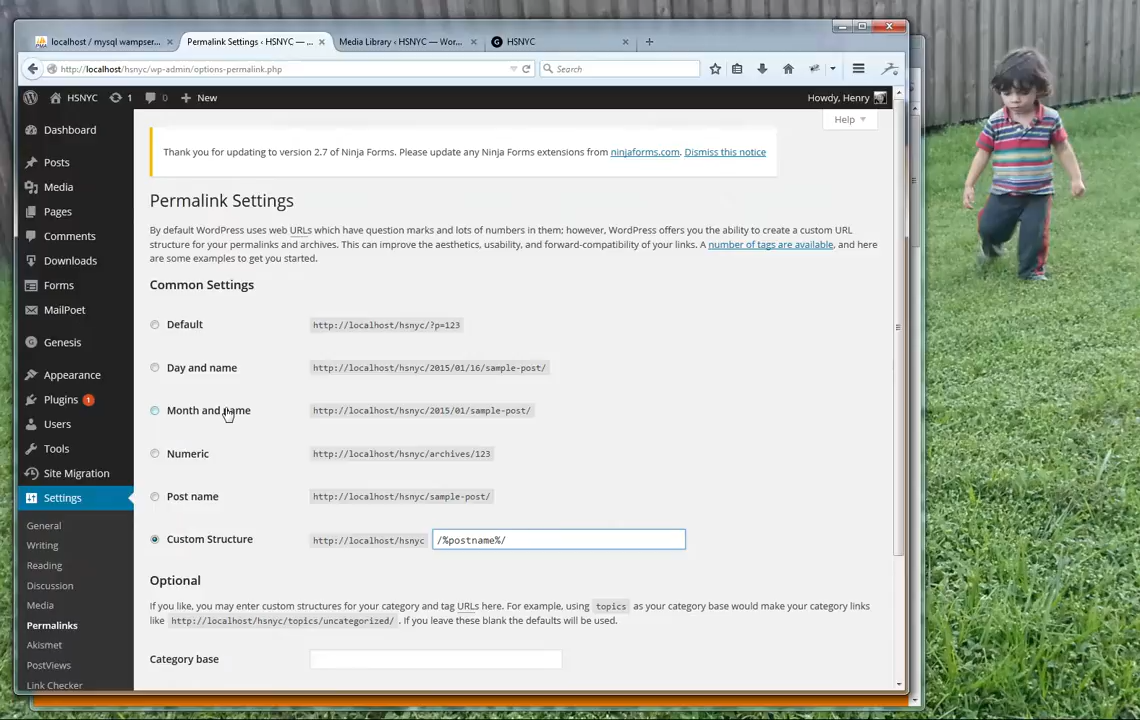 localhost / mysql wampser...
Permalink Settings ‹ HSNYC — ...
Media Library ‹ HSNYC — Wor...
HSNYC
http://localhost/hsnyc/wp-admin/options-permalink.php
Search
HSNYC
1
0
New
Howdy, Henry
Help
Dashboard
Posts
Media
Pages
Comments
Downloads
Forms
MailPoet
Genesis
Appearance
Plugins 1
Users
Tools
Site Migration
Settings
General
Writing
Reading
Discussion
Media
Permalinks
Akismet
PostViews
Link Checker
Thank you for updating to version 2.7 of Ninja Forms. Please update any Ninja Forms extensions from ninjaforms.com. Dismiss this notice
Permalink Settings
By default WordPress uses web URLs which have question marks and lots of numbers in them; however, WordPress offers you the ability to create a custom URL
structure for your permalinks and archives. This can improve the aesthetics, usability, and forward-compatibility of your links. A number of tags are available, and here
are some examples to get you started.
Common Settings
Default http://localhost/hsnyc/?p=123
Day and name http://localhost/hsnyc/2015/01/16/sample-post/
Month and name http://localhost/hsnyc/2015/01/sample-post/
Numeric http://localhost/hsnyc/archives/123
Post name http://localhost/hsnyc/sample-post/
Custom Structure http://localhost/hsnyc /%postname%/
Optional
If you like, you may enter custom structures for your category and tag URLs here. For example, using topics as your category base would make your category links
like http://localhost/hsnyc/topics/uncategorized/ . If you leave these blank the defaults will be used.
Category base